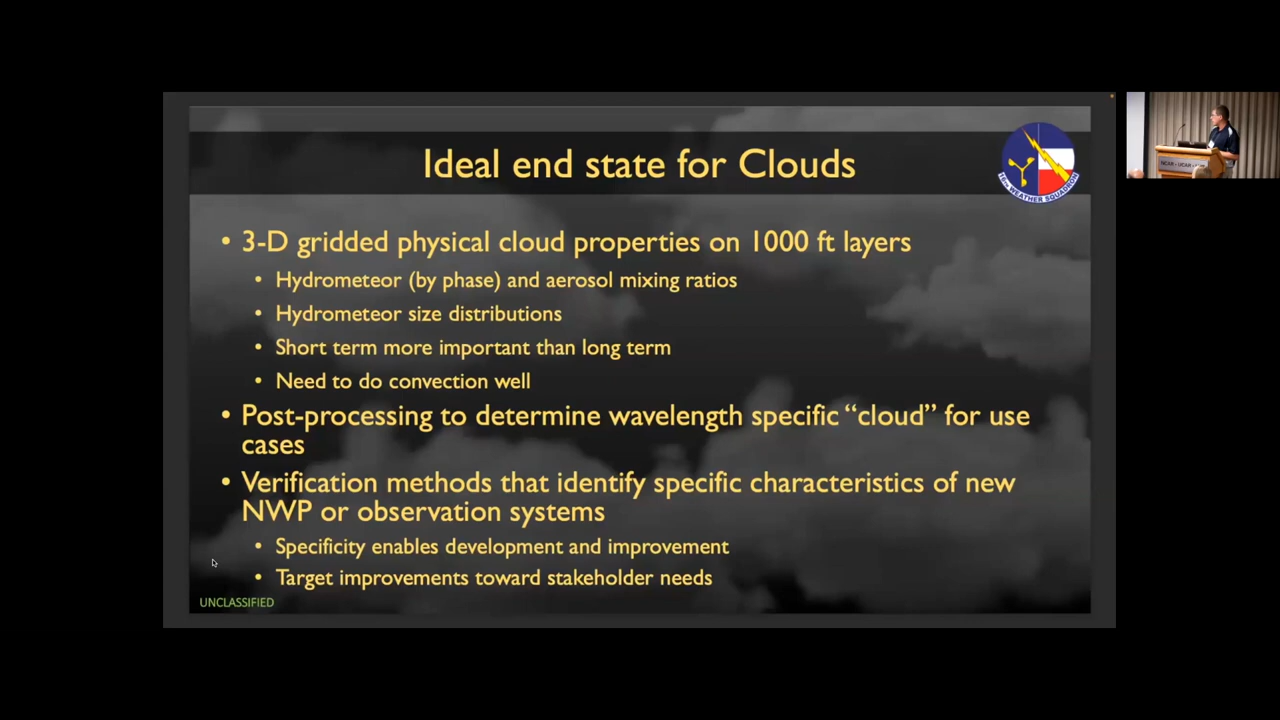 Ideal end state for Clouds
16TH WEATHER SQUADRON
• 3-D gridded physical cloud properties on 1000 ft layers
• Hydrometeor (by phase) and aerosol mixing ratios
• Hydrometeor size distributions
• Short term more important than long term
• Need to do convection well
• Post-processing to determine wavelength specific “cloud” for use
cases
• Verification methods that identify specific characteristics of new
NWP or observation systems
• Specificity enables development and improvement
• Target improvements toward stakeholder needs
UNCLASSIFIED